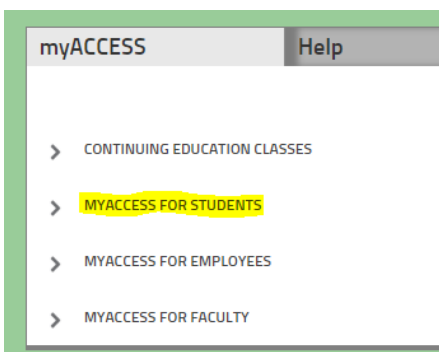 myACCESS Help
CONTINUING EDUCATION CLASSES
MYACCESS FOR STUDENTS
MYACCESS FOR EMPLOYEES
MYACCESS FOR FACULTY